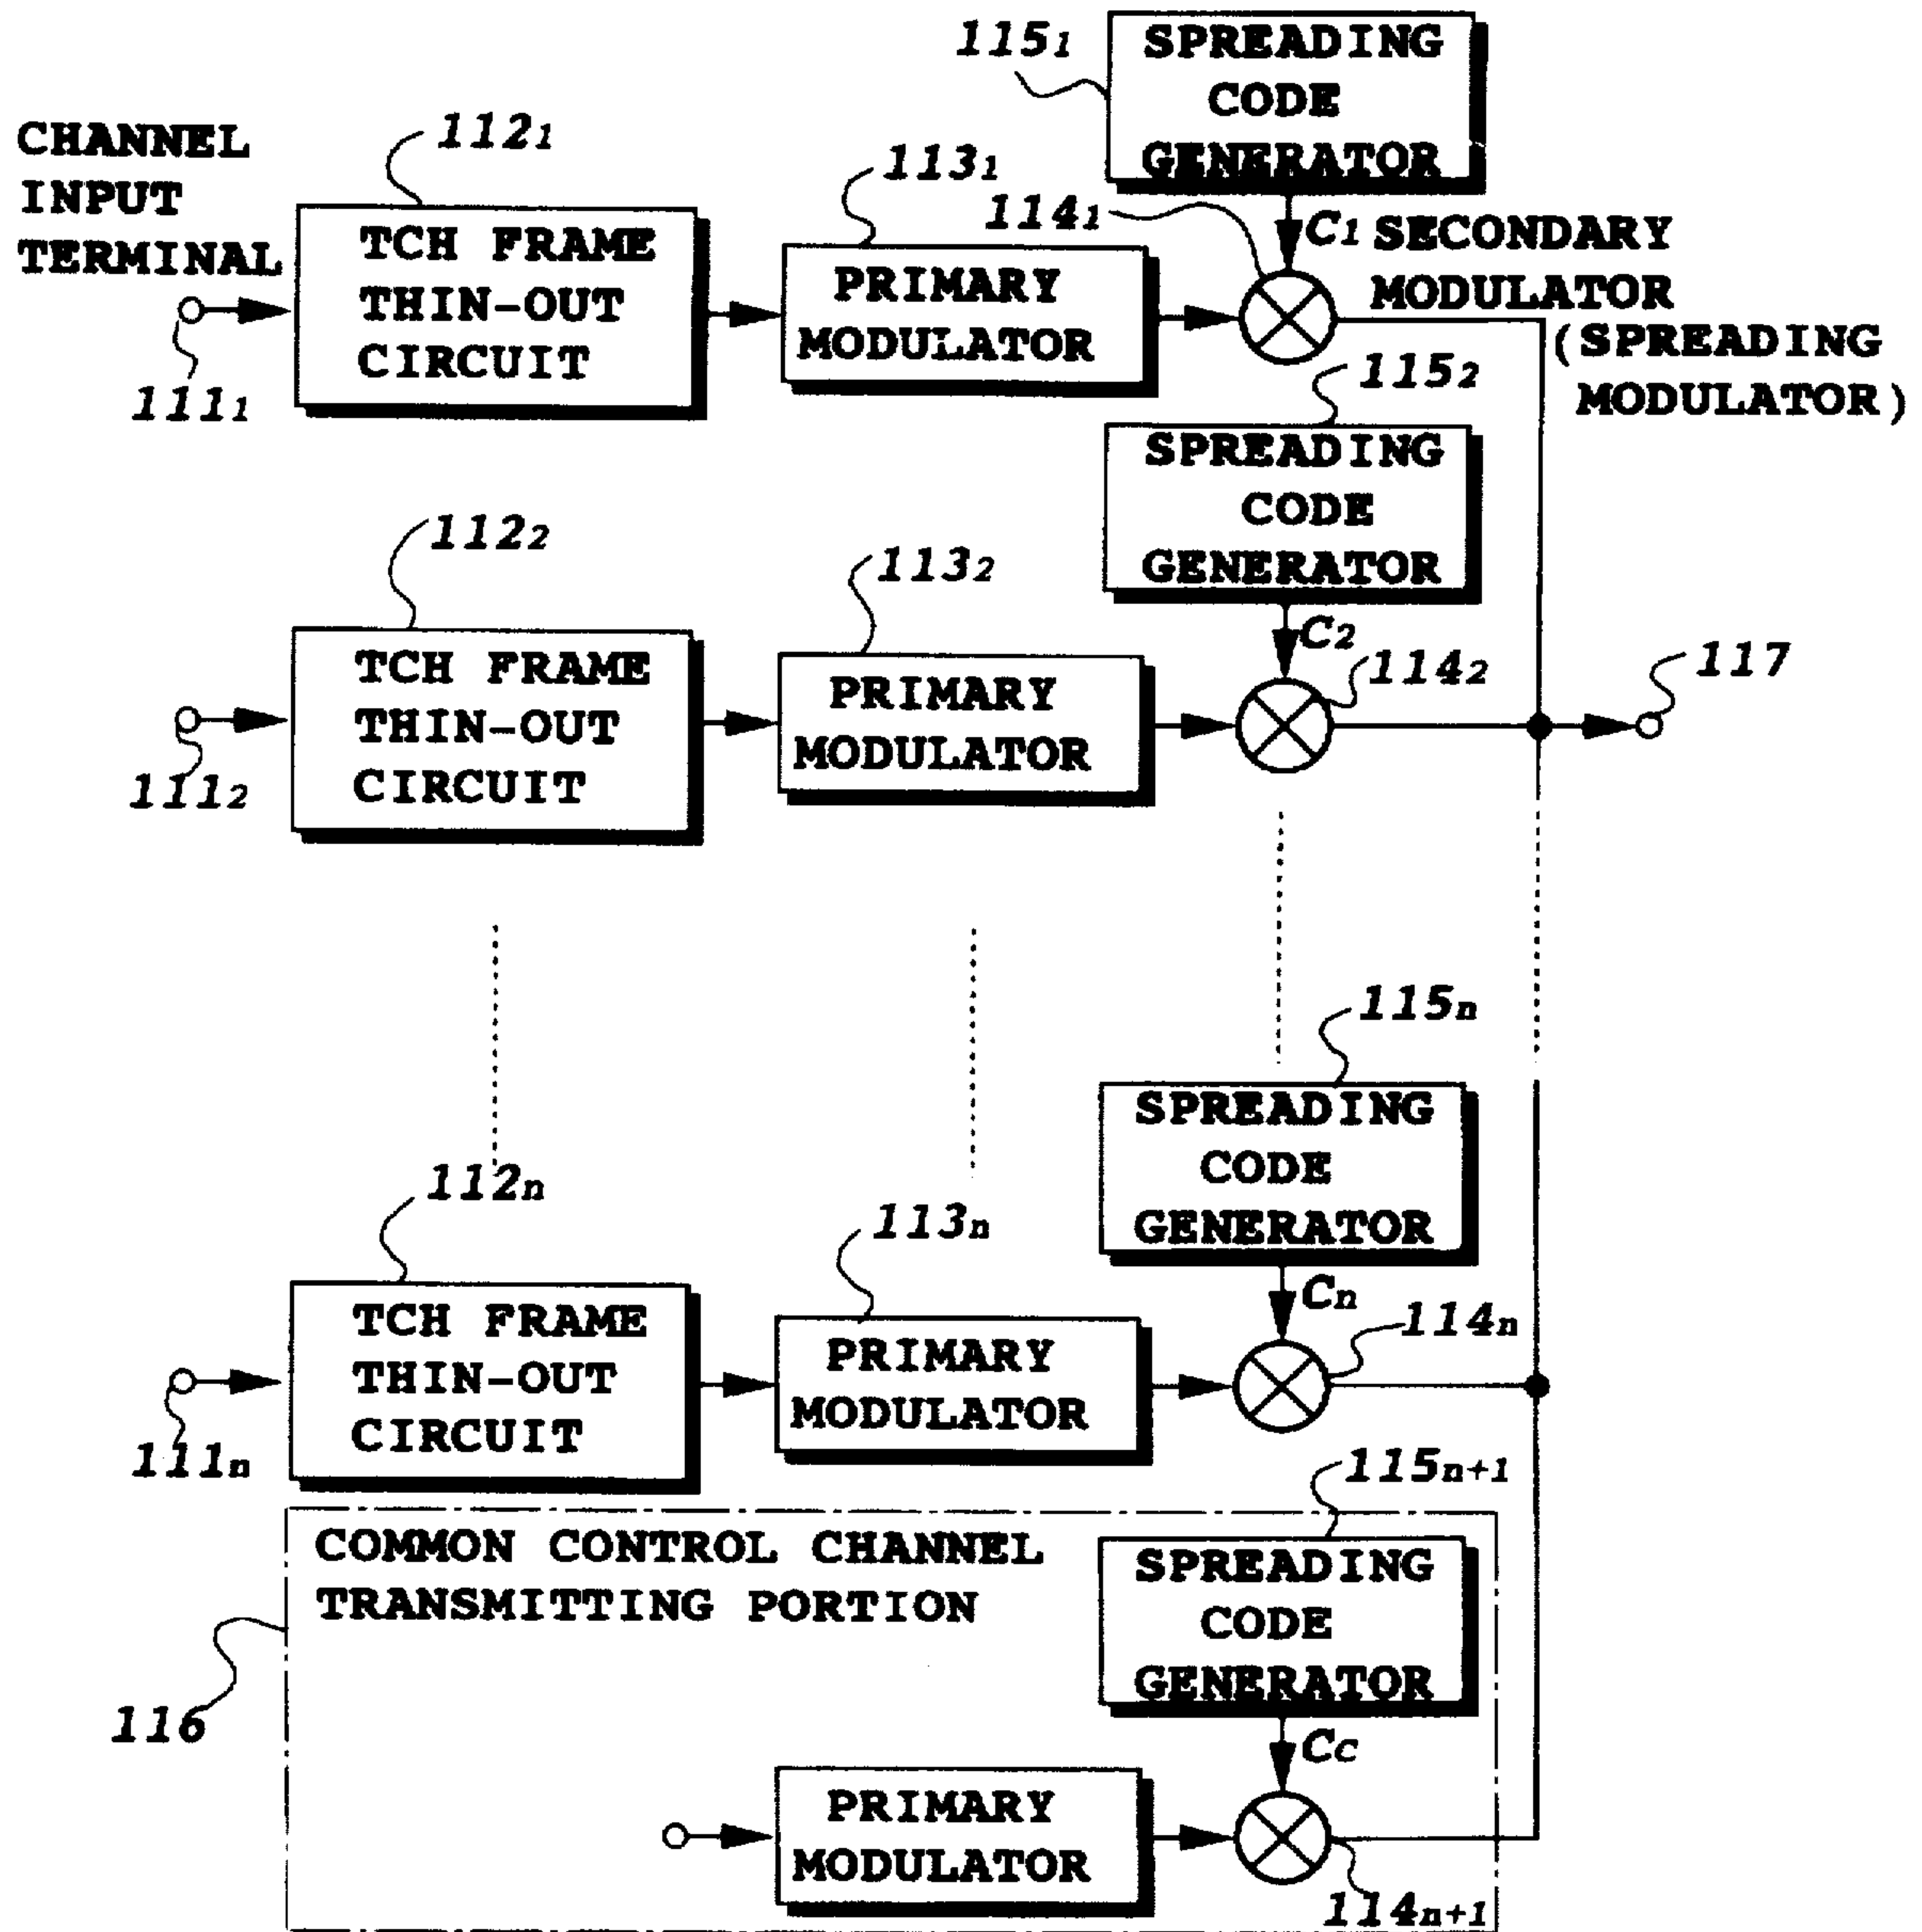 115₁
SPREADING
CODE
GENERATOR
CHANNEL
INPUT
TERMINAL
112₁
113₁
114₁
C₁
SECONDARY
MODULATOR
(SPREADING
MODULATOR)
TCH FRAME
THIN-OUT
CIRCUIT
PRIMARY
MODULATOR
111₁
115₂
SPREADING
CODE
GENERATOR
112₂
113₂
C₂
114₂
117
TCH FRAME
THIN-OUT
CIRCUIT
PRIMARY
MODULATOR
111₂
115n
SPREADING
CODE
GENERATOR
112n
113n
Cn
114n
TCH FRAME
THIN-OUT
CIRCUIT
PRIMARY
MODULATOR
111n
115n+1
COMMON CONTROL CHANNEL
TRANSMITTING PORTION
SPREADING
CODE
GENERATOR
116
Cc
PRIMARY
MODULATOR
114n+1